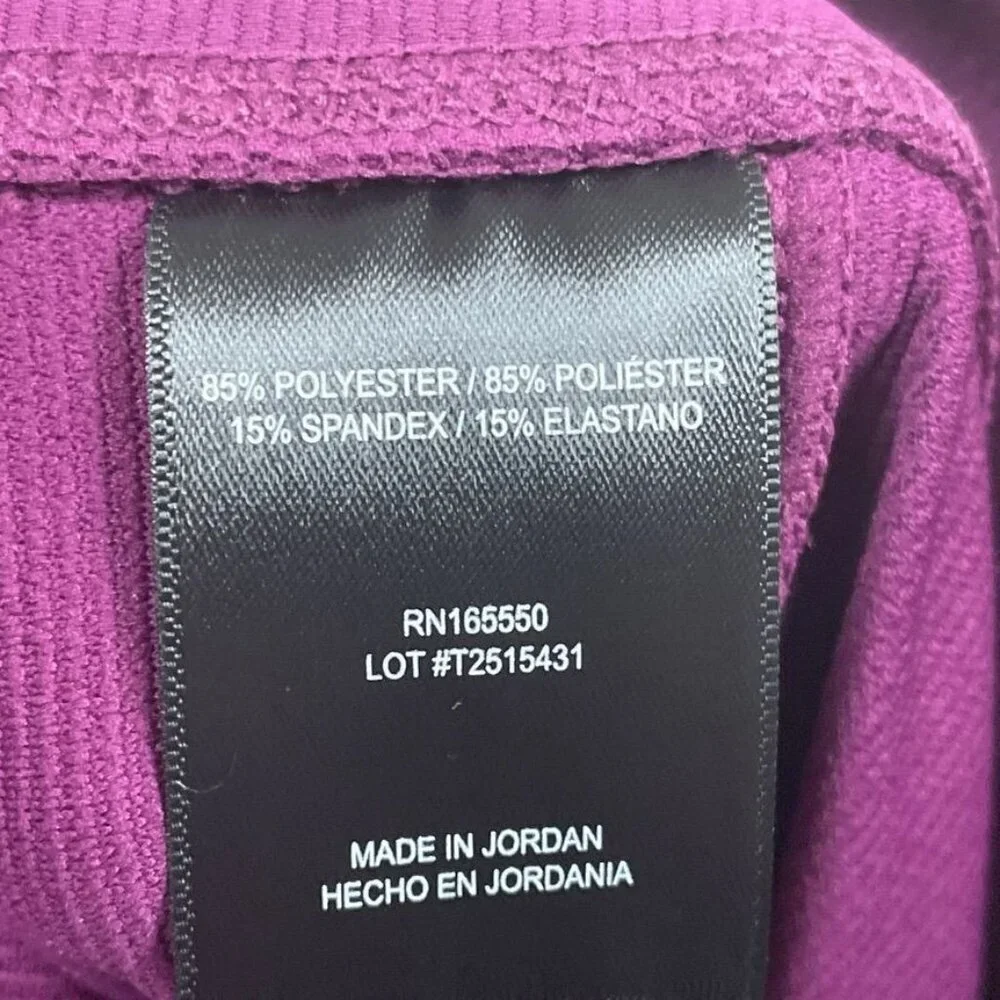 85% POLYESTER / 85% POLIÉSTER
15% SPANDEX / 15% ELASTANO
RN165550
LOT #T2515431
MADE IN JORDAN
HECHO EN JORDANIA